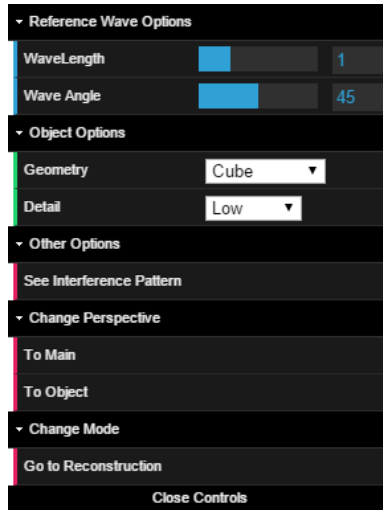 Reference Wave Options
WaveLength 1
Wave Angle 45
Object Options
Geometry Cube
Detail Low
Other Options
See Interference Pattern
Change Perspective
To Main
To Object
Change Mode
Go to Reconstruction
Close Controls